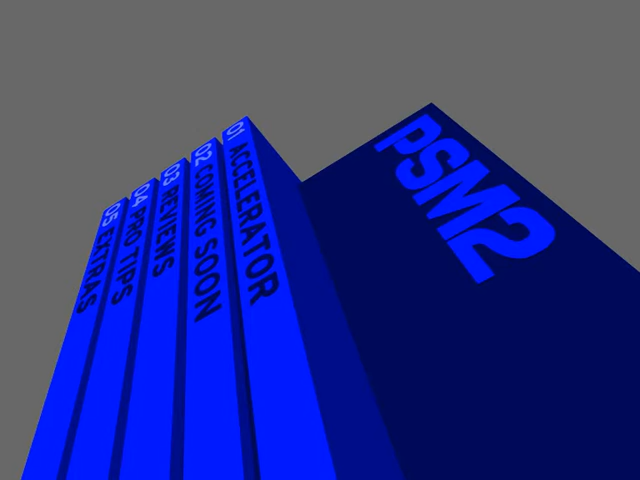 01 ACCELERATOR
02 COMING SOON
03 REVIEWS
04 PRO TIPS
05 EXTRAS
PSM2